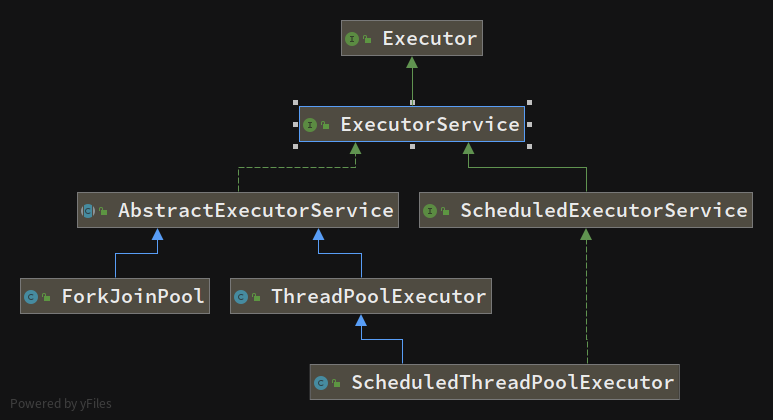 Executor
ExecutorService
AbstractExecutorService
ScheduledExecutorService
ForkJoinPool
ThreadPoolExecutor
ScheduledThreadPoolExecutor
Powered by yFiles